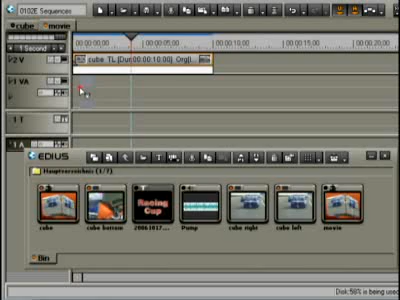 0102E Sequences
cube movie
1 Second
00:00:00;00 |00:00:05;00 |00:00:10;00 |00:00:15;00 |00:00:20;00
2 V
cube TL [Dur:00:00:10:00] Org[
1 VA
1 T
1 A
EDIUS
Hauptverzeichnis (1/7)
Racing
Cup
cube
cube bottom
20061017...
Pump
cube right
cube left
movie
Bin
Disk:56% is being used